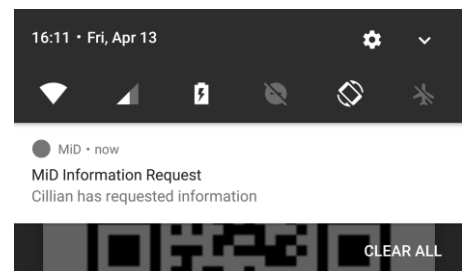 16:11 • Fri, Apr 13
MiD • now
MiD Information Request
Cillian has requested information
CLEAR ALL